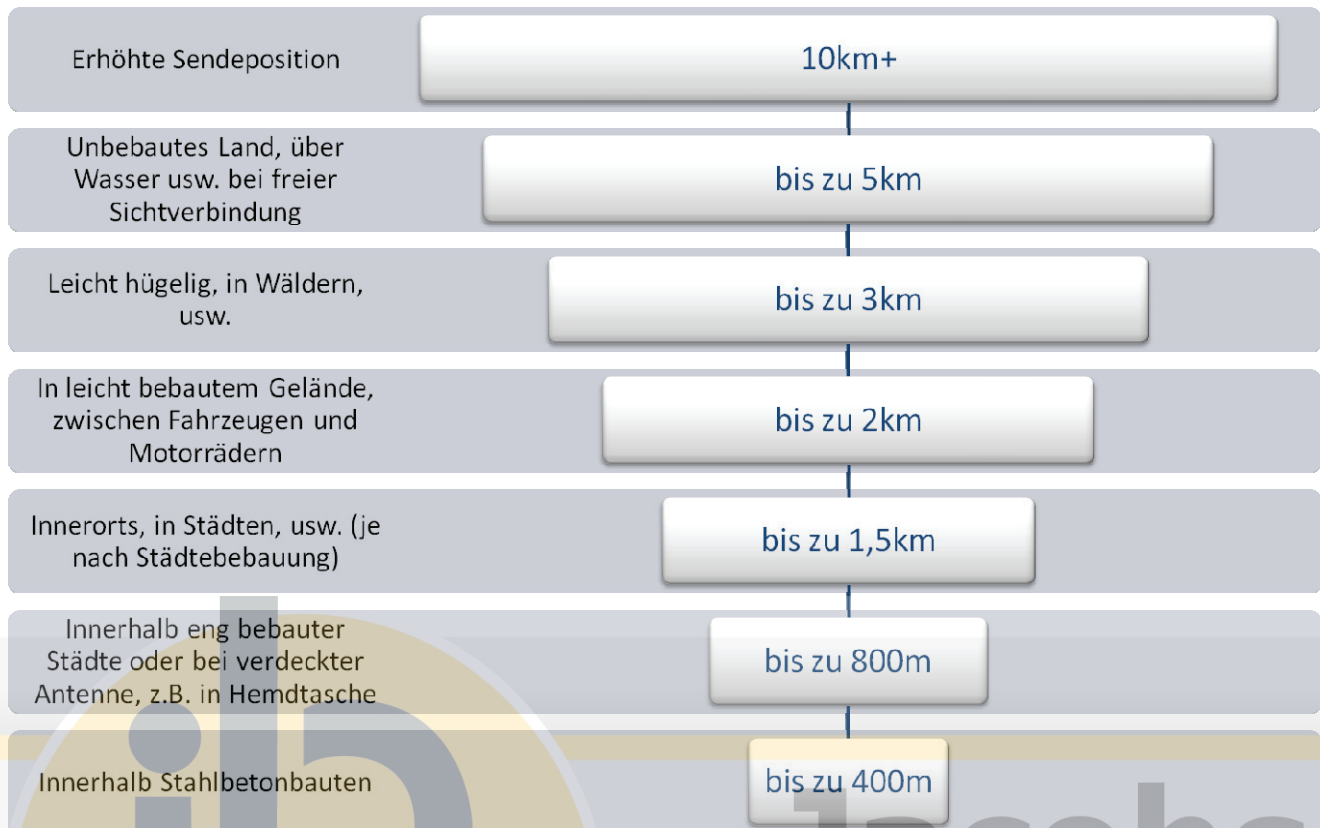 Erhöhte Sendeposition
10km+
Unbebautes Land, über
Wasser usw. bei freier
Sichtverbindung
bis zu 5km
Leicht hügelig, in Wäldern,
usw.
bis zu 3km
In leicht bebautem Gelände,
zwischen Fahrzeugen und
Motorrädern
bis zu 2km
Innerorts, in Städten, usw. (je
nach Städtebebauung)
bis zu 1,5km
Innerhalb eng bebauter
Städte oder bei verdeckter
Antenne, z.B. in Hemdtasche
bis zu 800m
Innerhalb Stahlbetonbauten
bis zu 400m